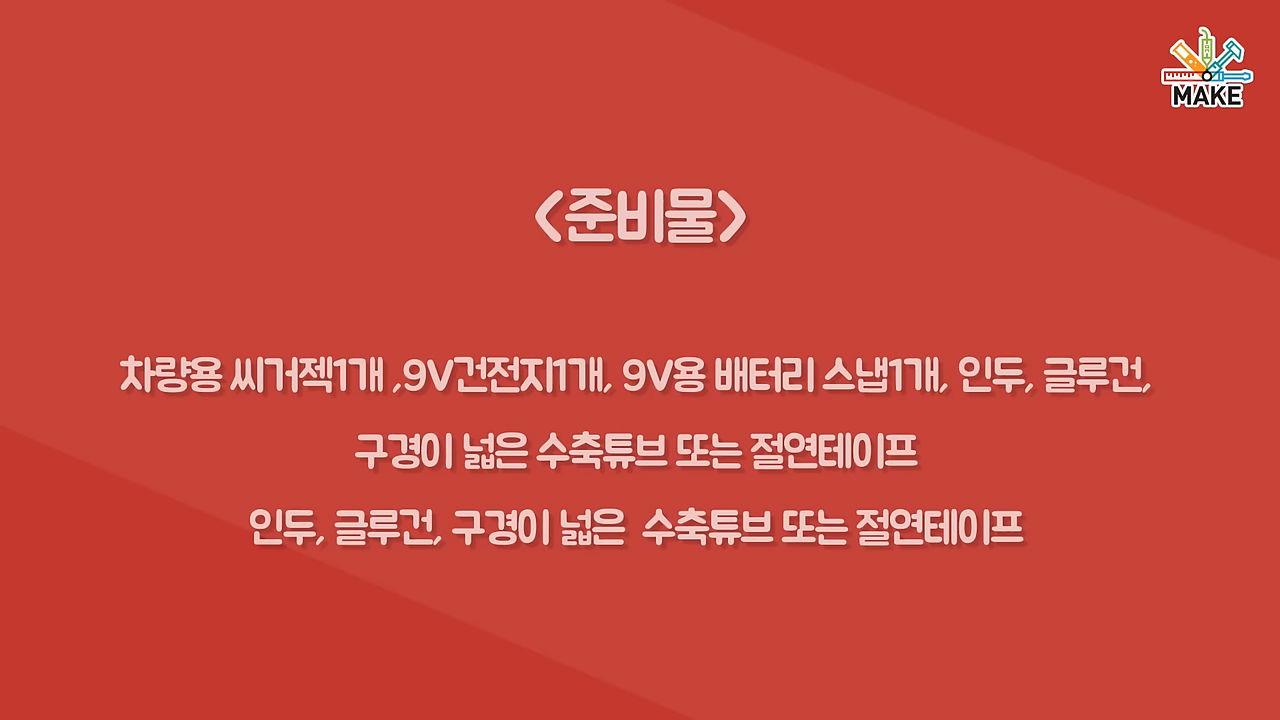 MAKE
<준비물>
차량용 씨거젝1개 ,9V건전지1개, 9V용 배터리 스냅1개, 인두, 글루건,
구경이 넓은 수축튜브 또는 절연테이프
인두, 글루건, 구경이 넓은 수축튜브 또는 절연테이프